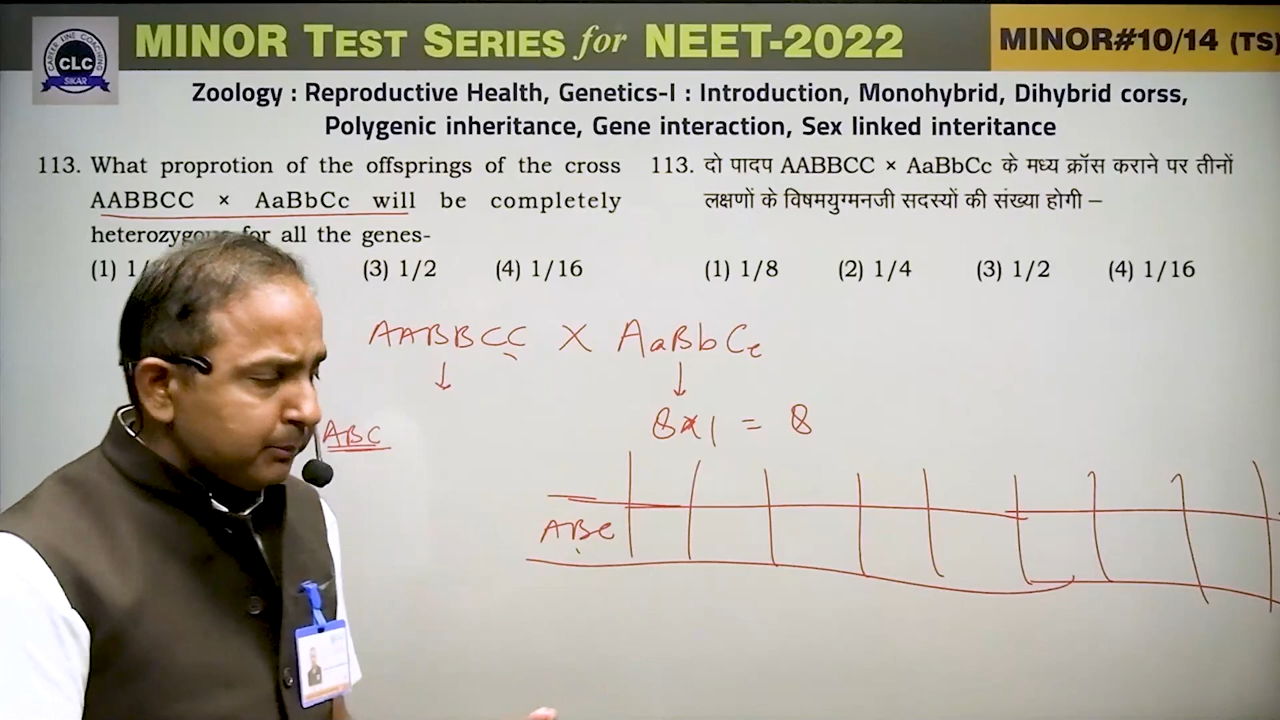 CAREER LINE COACHING
CLC
SIKAR
MINOR TEST SERIES for NEET-2022
MINOR#10/14 (TS)
Zoology : Reproductive Health, Genetics-I : Introduction, Monohybrid, Dihybrid corss,
Polygenic inheritance, Gene interaction, Sex linked interitance
113. What proprotion of the offsprings of the cross
AABBCC × AaBbCc will be completely
heterozygous for all the genes-
(1) 1/ (3) 1/2 (4) 1/16
113. दो पादप AABBCC × AaBbCc के मध्य क्रॉस कराने पर तीनों
लक्षणों के विषमयुग्मनजी सदस्यों की संख्या होगी –
(1) 1/8 (2) 1/4 (3) 1/2 (4) 1/16
AABBCC X AaBbCc
8x1 = 8
ABC
ABC